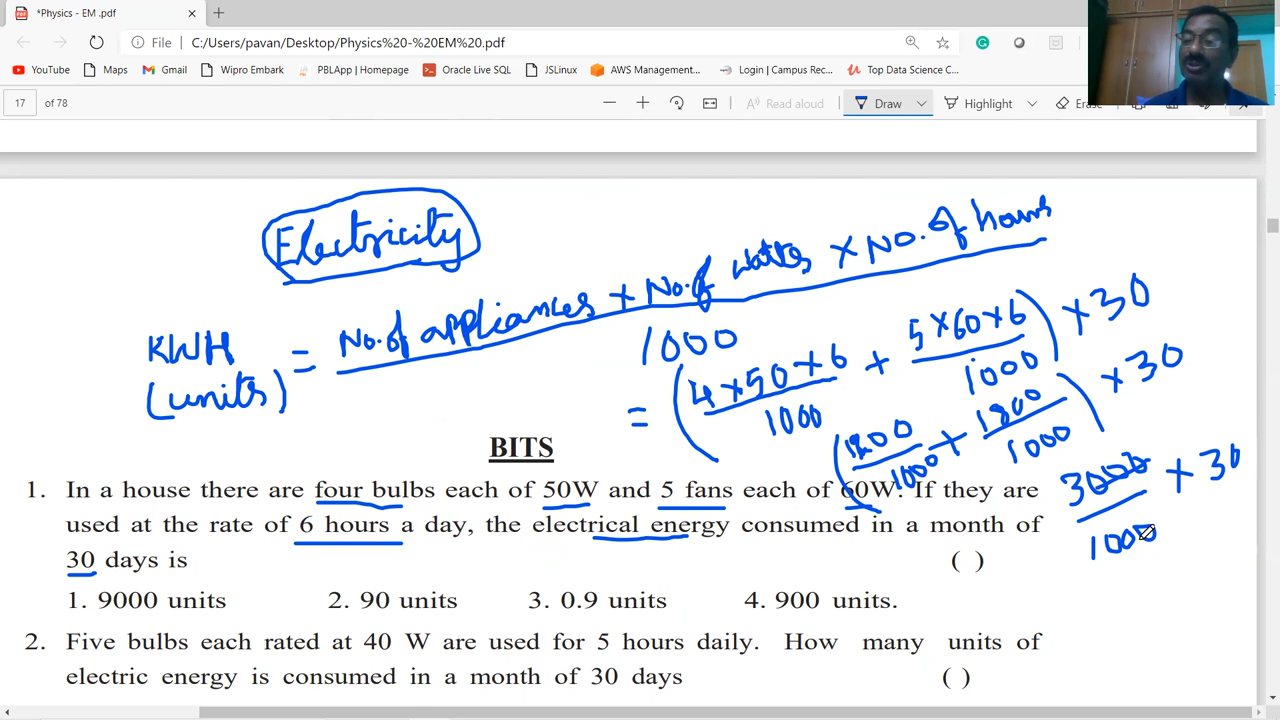 *Physics - EM .pdf
File C:/Users/pavan/Desktop/Physics%20-%20EM%20.pdf
YouTube Maps Gmail Wipro Embark PBLApp | Homepage Oracle Live SQL JSLinux AWS Management... Login | Campus Rec... Top Data Science C...
17 of 78 Read aloud Draw Highlight Erase
Electricity
KWH (units) = No. of appliances × No. of watts × No. of hours
1000
= (4×50×6 + 5×60×6) ×30
1000 1000
(1200 + 1800) ×30
1000 1000
3000 ×30
1000
BITS
1. In a house there are four bulbs each of 50W and 5 fans each of 60W. If they are
used at the rate of 6 hours a day, the electrical energy consumed in a month of
30 days is ( )
1. 9000 units 2. 90 units 3. 0.9 units 4. 900 units.
2. Five bulbs each rated at 40 W are used for 5 hours daily. How many units of
electric energy is consumed in a month of 30 days ( )